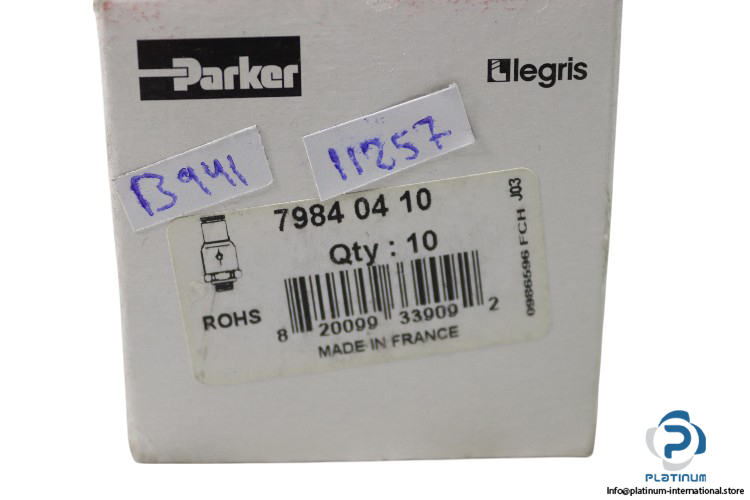 Parker
legris
B941
11257
7984 04 10
Qty : 10
ROHS
8 20099 33909 2
MADE IN FRANCE
0986596 FCH J03
PLATINUM
Info@platinum-international.store